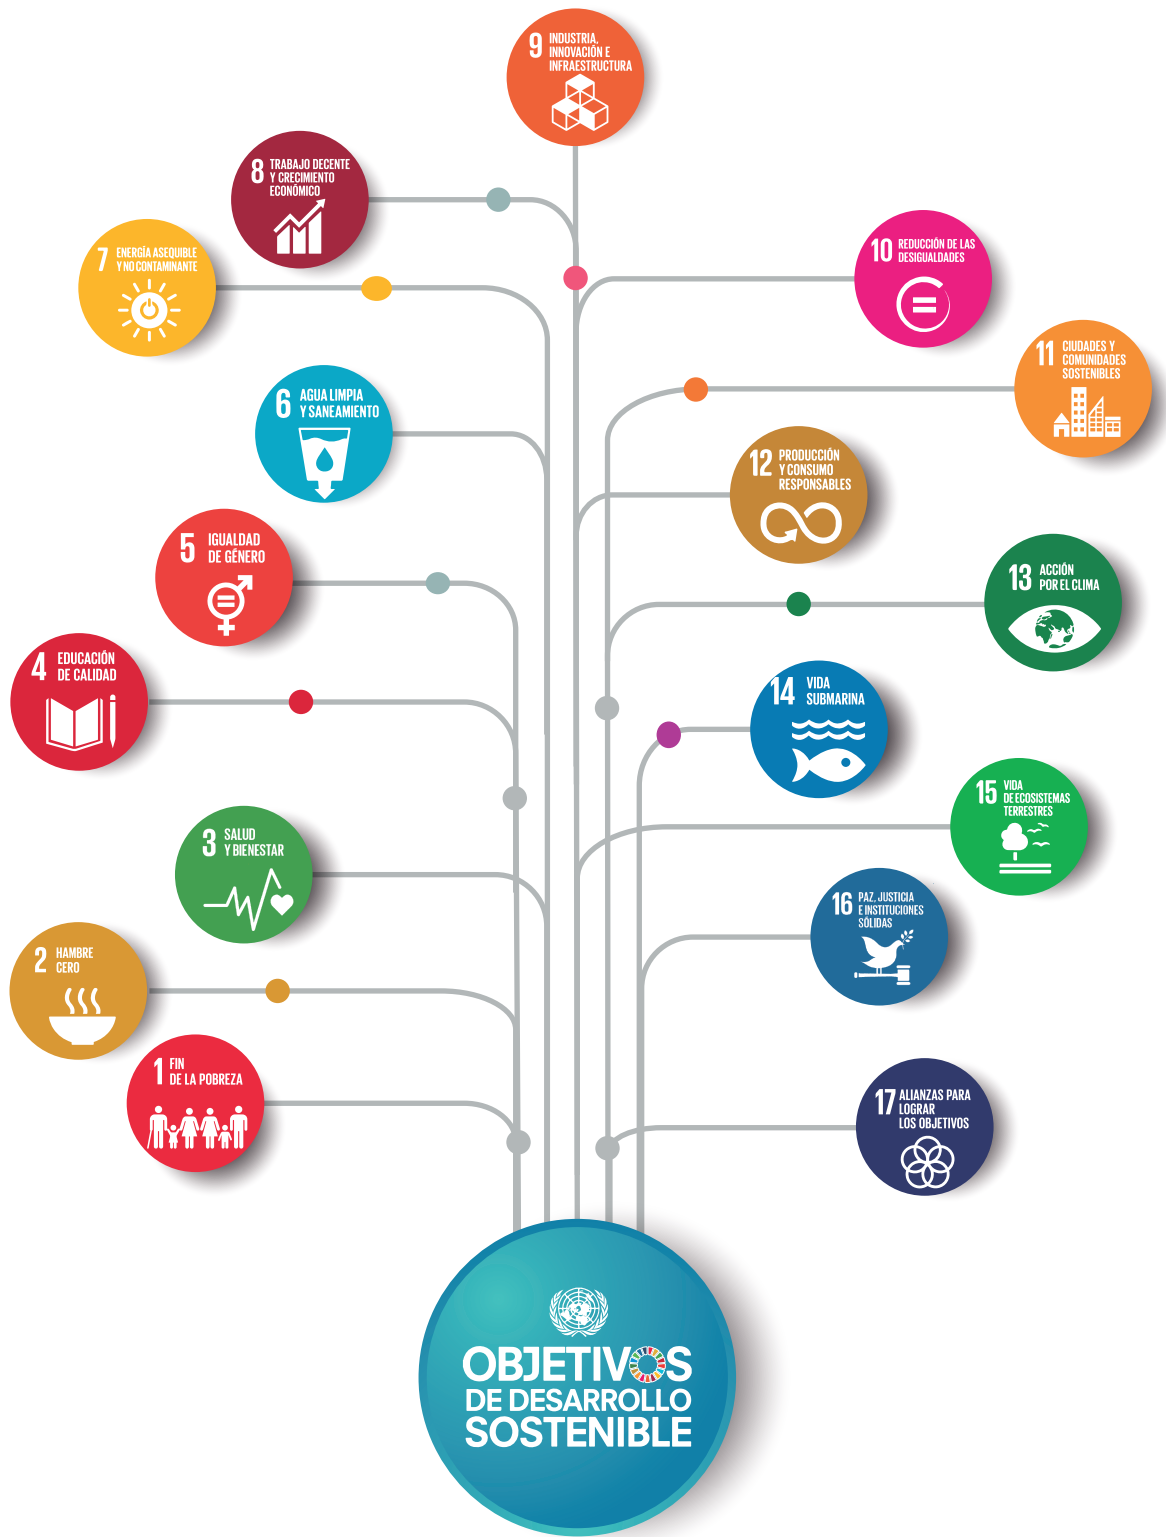 9 INDUSTRIA,
INNOVACIÓN E
INFRAESTRUCTURA
8 TRABAJO DECENTE
Y CRECIMIENTO
ECONÓMICO
7 ENERGÍA ASEQUIBLE
Y NO CONTAMINANTE
10 REDUCCIÓN DE LAS
DESIGUALDADES
11 CIUDADES Y
COMUNIDADES
SOSTENIBLES
6 AGUA LIMPIA
Y SANEAMIENTO
12 PRODUCCIÓN
Y CONSUMO
RESPONSABLES
5 IGUALDAD
DE GÉNERO
13 ACCIÓN
POR EL CLIMA
4 EDUCACIÓN
DE CALIDAD
14 VIDA
SUBMARINA
15 VIDA
DE ECOSISTEMAS
TERRESTRES
3 SALUD
Y BIENESTAR
16 PAZ, JUSTICIA
E INSTITUCIONES
SÓLIDAS
2 HAMBRE
CERO
1 FIN
DE LA POBREZA
17 ALIANZAS PARA
LOGRAR
LOS OBJETIVOS
OBJETIVOS
DE DESARROLLO
SOSTENIBLE